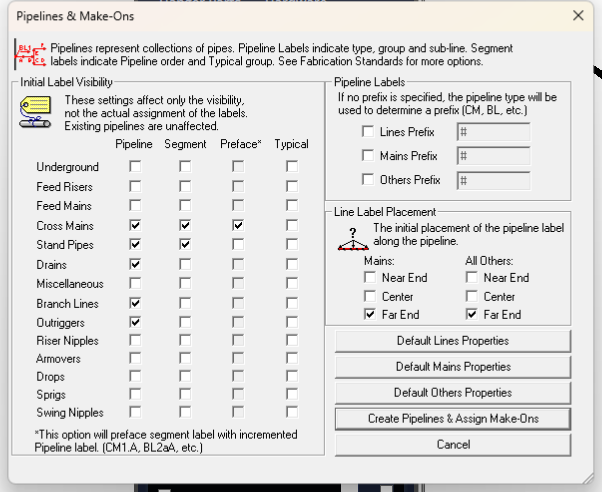 Pipelines & Make-Ons
Pipelines represent collections of pipes. Pipeline Labels indicate type, group and sub-line. Segment
labels indicate Pipeline order and Typical group. See Fabrication Standards for more options.
Initial Label Visibility
These settings affect only the visibility,
not the actual assignment of the labels.
Existing pipelines are unaffected.
Pipeline Segment Preface* Typical
Underground
Feed Risers
Feed Mains
Cross Mains
Stand Pipes
Drains
Miscellaneous
Branch Lines
Outriggers
Riser Nipples
Armovers
Drops
Sprigs
Swing Nipples
*This option will preface segment label with incremented
Pipeline label. (CM1.A, BL2aA, etc.)
Pipeline Labels
If no prefix is specified, the pipeline type will be
used to determine a prefix (CM, BL, etc.)
Lines Prefix #
Mains Prefix #
Others Prefix #
Line Label Placement
?
The initial placement of the pipeline label
along the pipeline.
Mains: All Others:
Near End Near End
Center Center
Far End Far End
Default Lines Properties
Default Mains Properties
Default Others Properties
Create Pipelines & Assign Make-Ons
Cancel